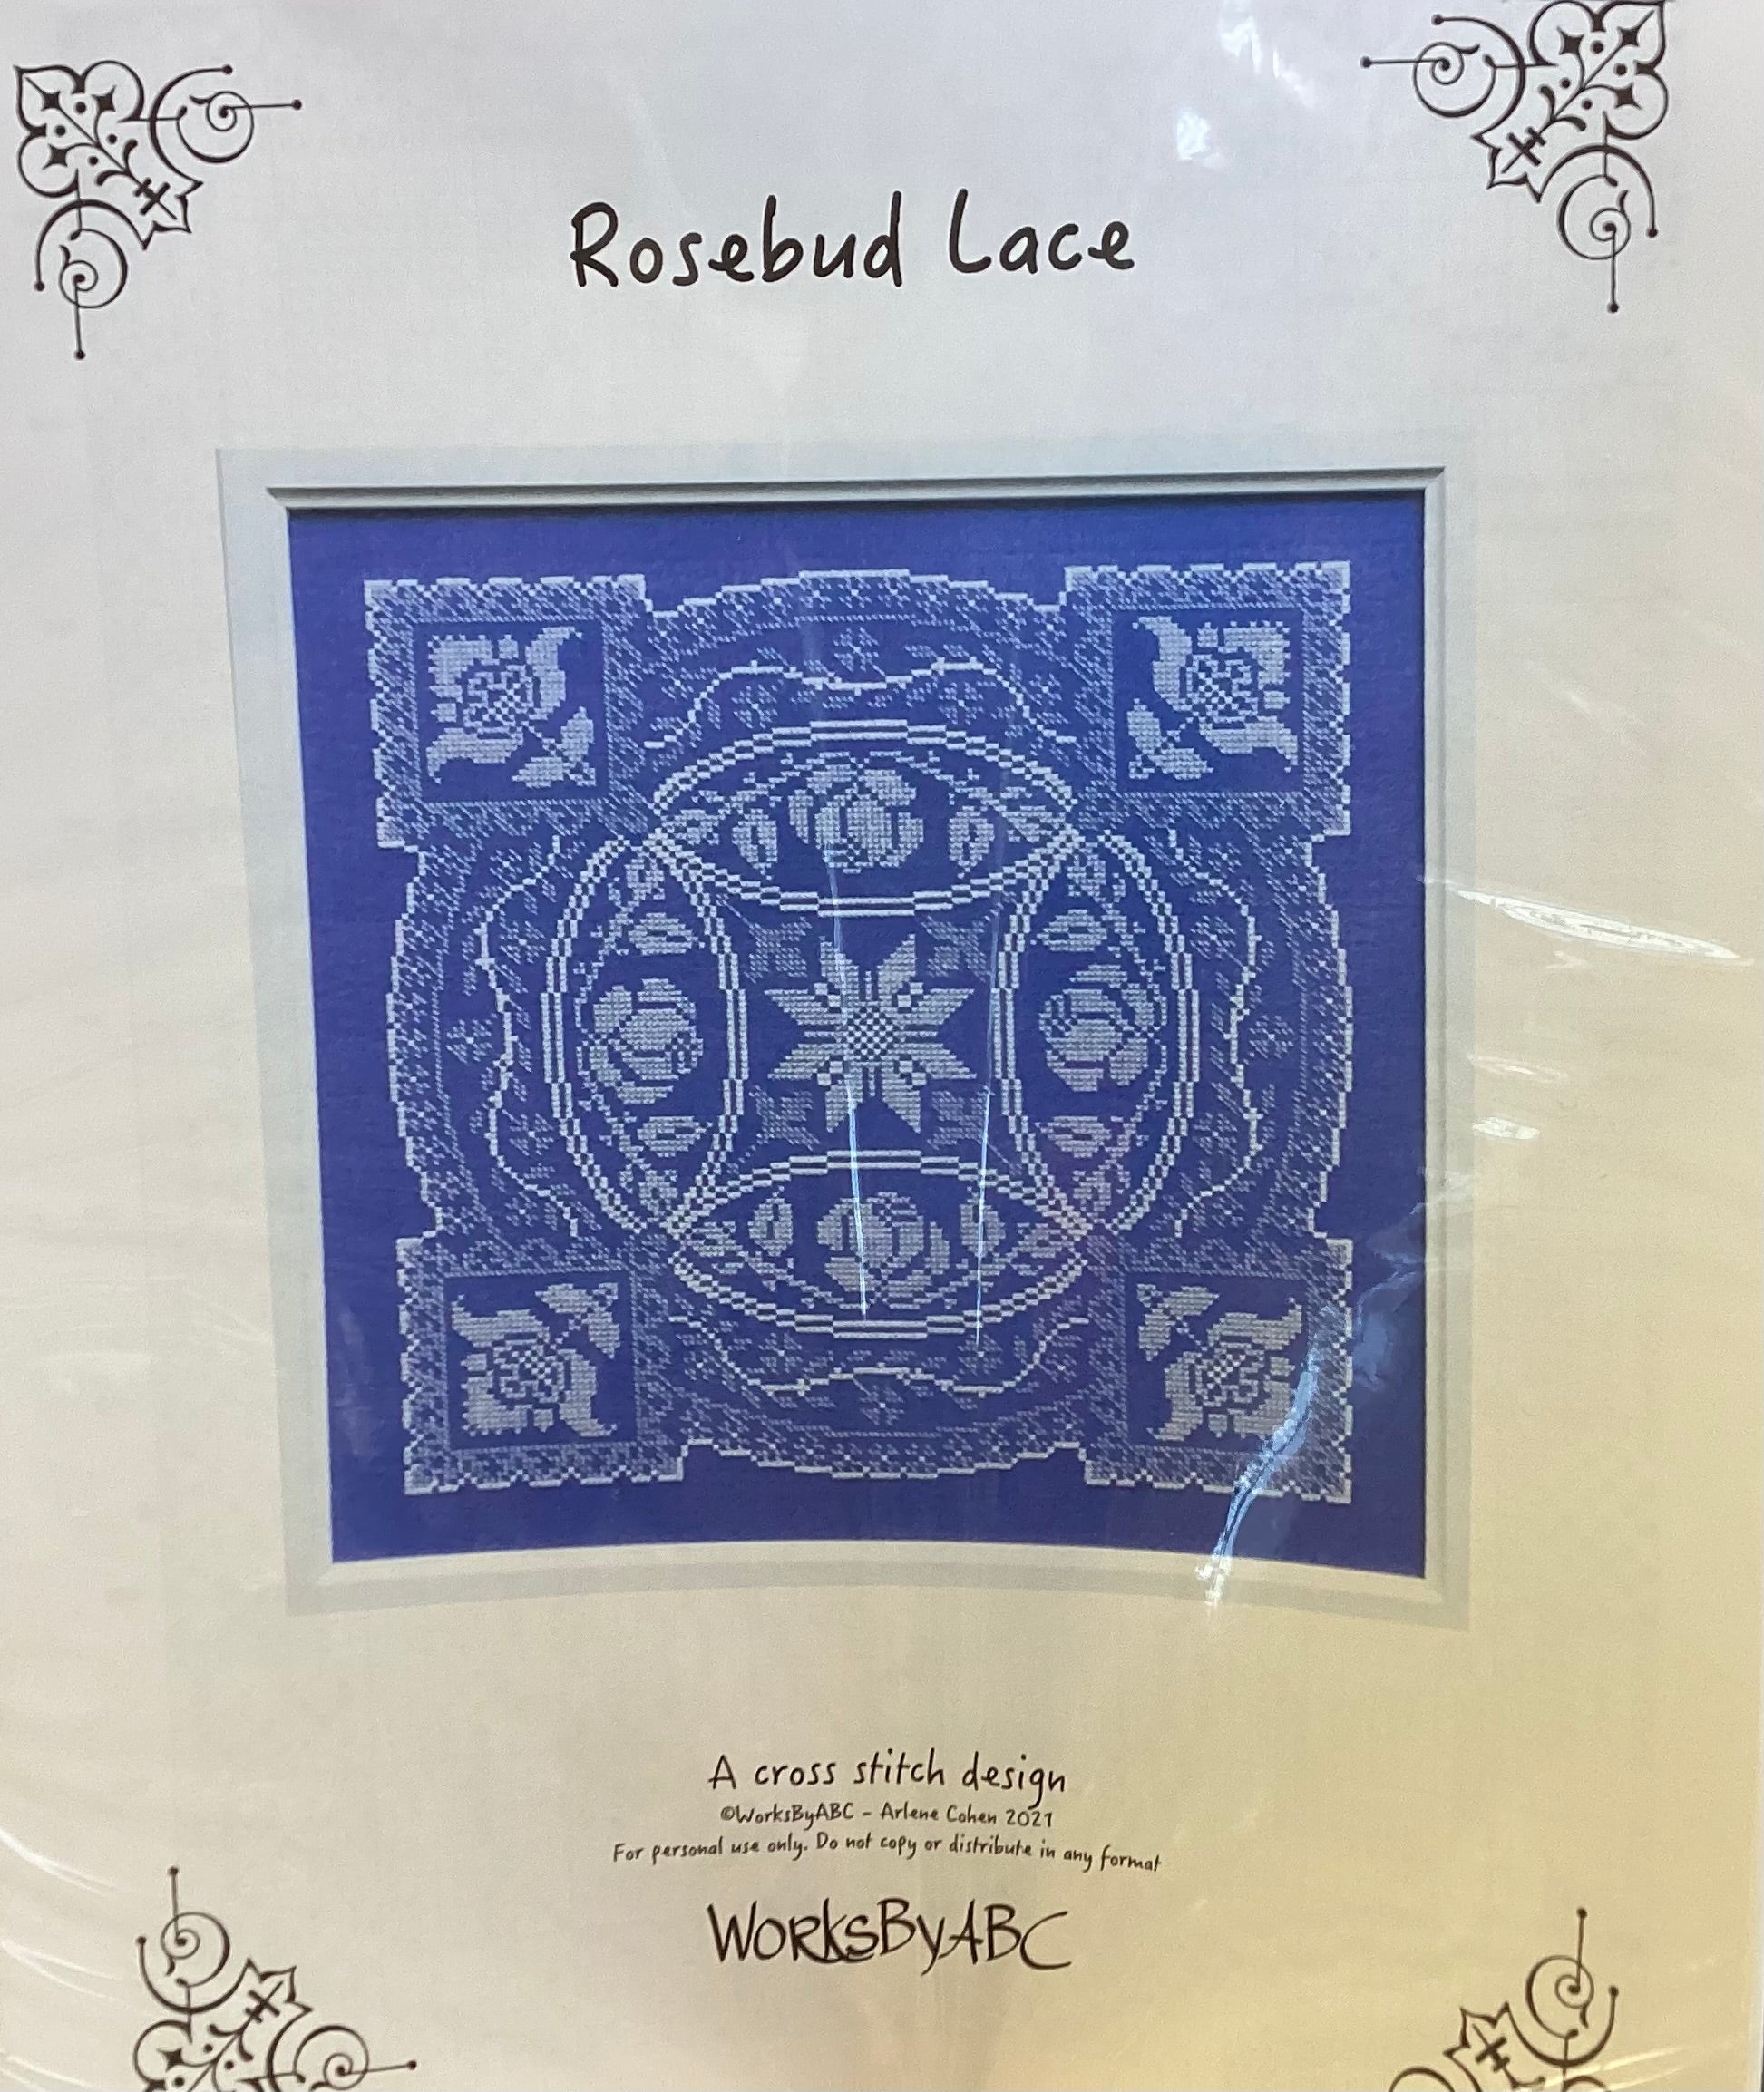 Rosebud Lace
A cross stitch design
©WorksByABC - Arlene Cohen 2021
For personal use only. Do not copy or distribute in any format
WORKSBYABC